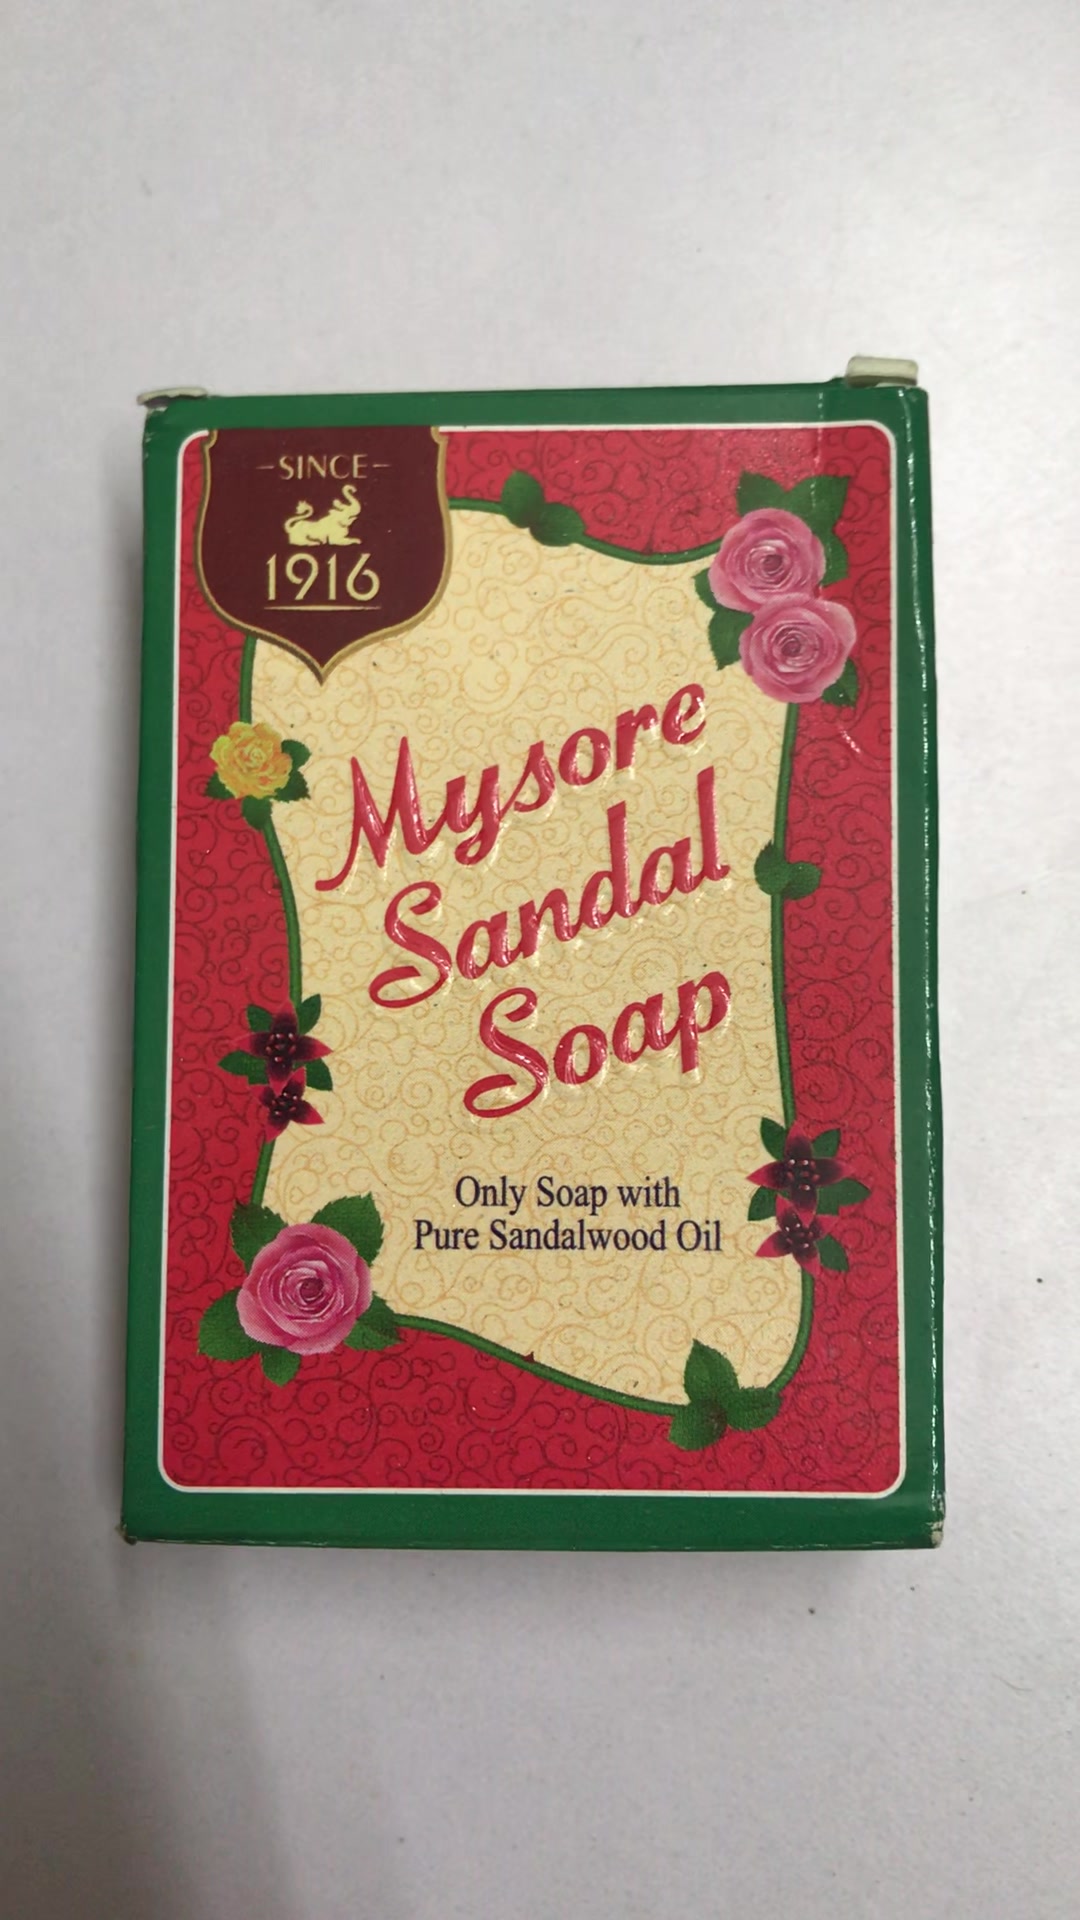 -SINCE-
1916
Mysore
Sandal
Soap
Only Soap with
Pure Sandalwood Oil